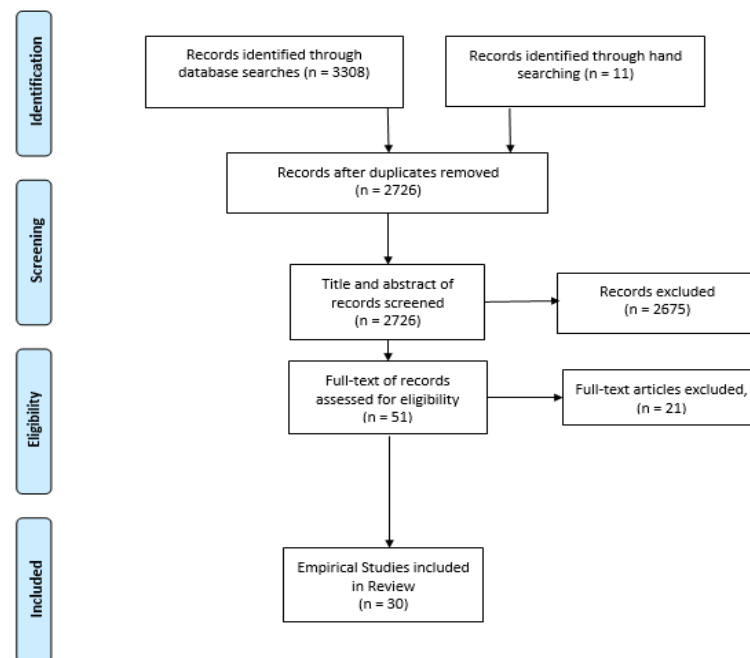 Identification
Records identified through
database searches (n = 3308)
Records identified through hand
searching (n = 11)
Records after duplicates removed
(n = 2726)
Screening
Title and abstract of
records screened
(n = 2726)
Records excluded
(n = 2675)
Eligibility
Full-text of records
assessed for eligibility
(n = 51)
Full-text articles excluded,
(n = 21)
Included
Empirical Studies included
in Review
(n = 30)